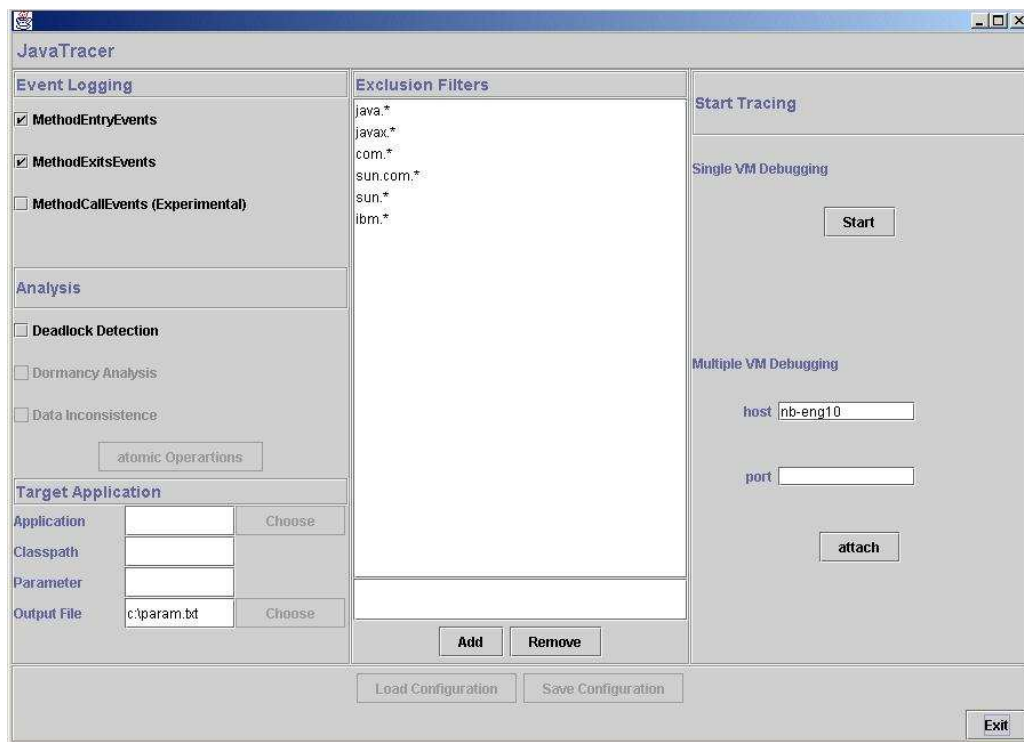 JavaTracer
Event Logging
MethodEntryEvents
MethodExitsEvents
MethodCallEvents (Experimental)
Analysis
Deadlock Detection
Dormancy Analysis
Data Inconsistence
atomic Operartions
Target Application
Application
Choose
Classpath
Parameter
Output File
c:\param.txt
Choose
Exclusion Filters
java.*
javax.*
com.*
sun.com.*
sun.*
ibm.*
Add
Remove
Start Tracing
Single VM Debugging
Start
Multiple VM Debugging
host
nb-eng10
port
attach
Load Configuration
Save Configuration
Exit